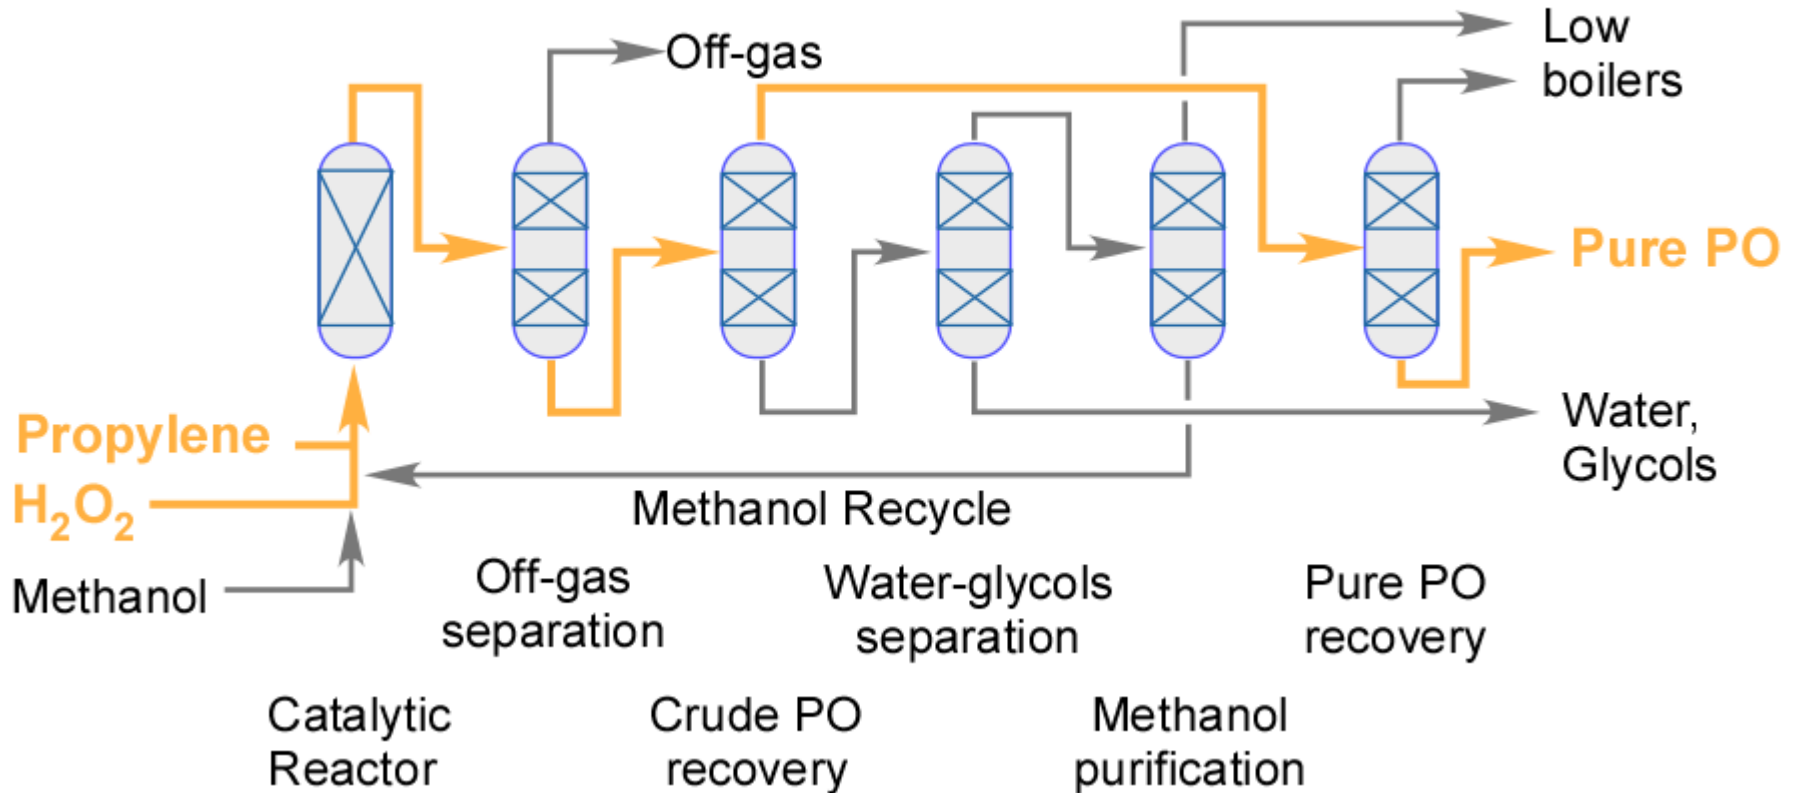 Low
boilers
Off-gas
Pure PO
Propylene
H₂O₂
Methanol
Water,
Glycols
Methanol Recycle
Off-gas
separation
Water-glycols
separation
Pure PO
recovery
Catalytic
Reactor
Crude PO
recovery
Methanol
purification